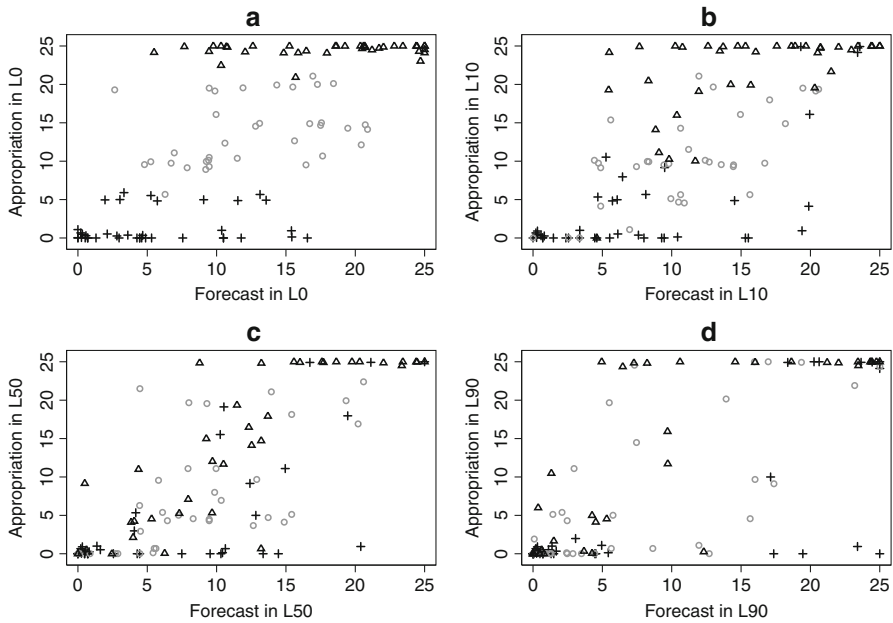 a
Appropriation in L0
25
20
15
10
5
0
0 5 10 15 20 25
Forecast in L0
b
Appropriation in L10
25
20
15
10
5
0
0 5 10 15 20 25
Forecast in L10
c
Appropriation in L50
25
20
15
10
5
0
0 5 10 15 20 25
Forecast in L50
d
Appropriation in L90
25
20
15
10
5
0
0 5 10 15 20 25
Forecast in L90